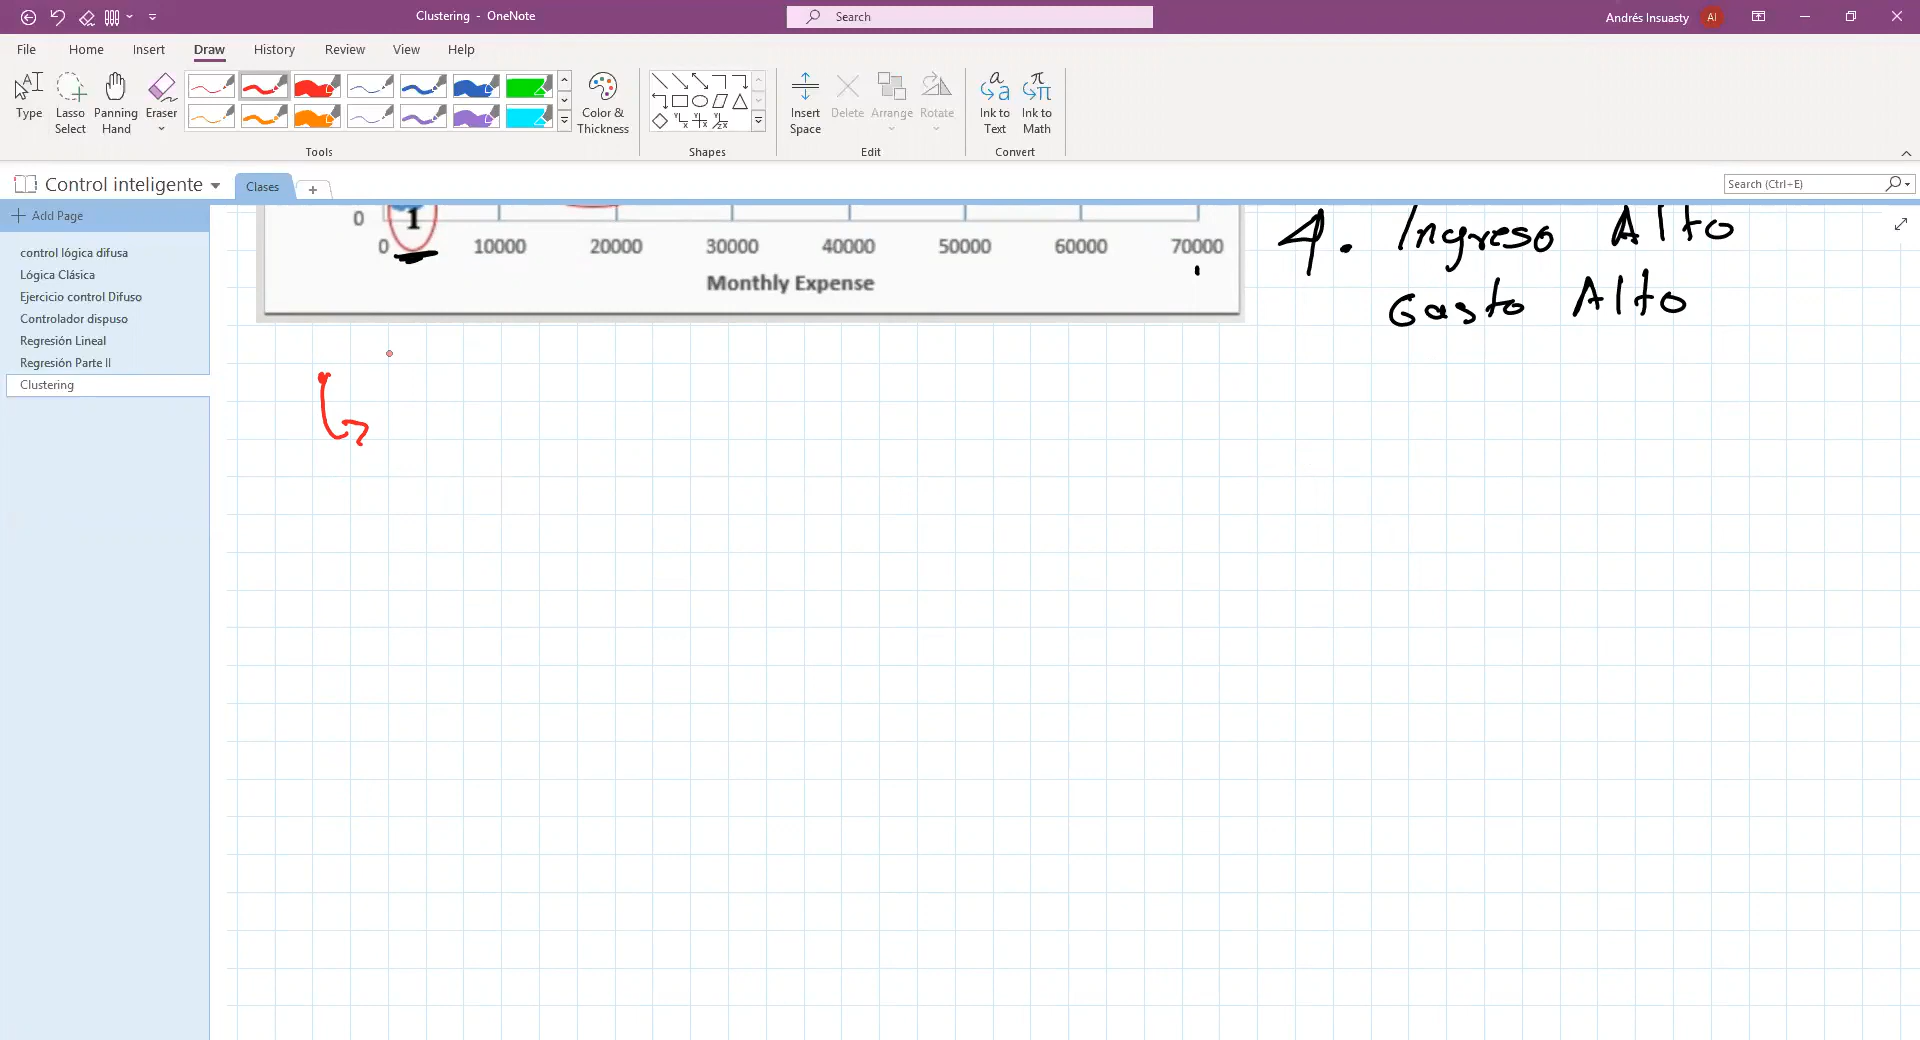 Clustering - OneNote
Search
Andrés Insuasty
AI
File
Home
Insert
Draw
History
Review
View
Help
Type
Lasso
Select
Panning
Hand
Eraser
Color &
Thickness
Insert
Space
Delete
Arrange
Rotate
Ink to
Text
Ink to
Math
Tools
Shapes
Edit
Convert
Control inteligente
Clases
Search (Ctrl+E)
Add Page
control lógica difusa
Lógica Clásica
Ejercicio control Difuso
Controlador dispuso
Regresión Lineal
Regresión Parte II
Clustering
0
1
0 10000 20000 30000 40000 50000 60000 70000
Monthly Expense
4. Ingreso Alto
Gasto Alto